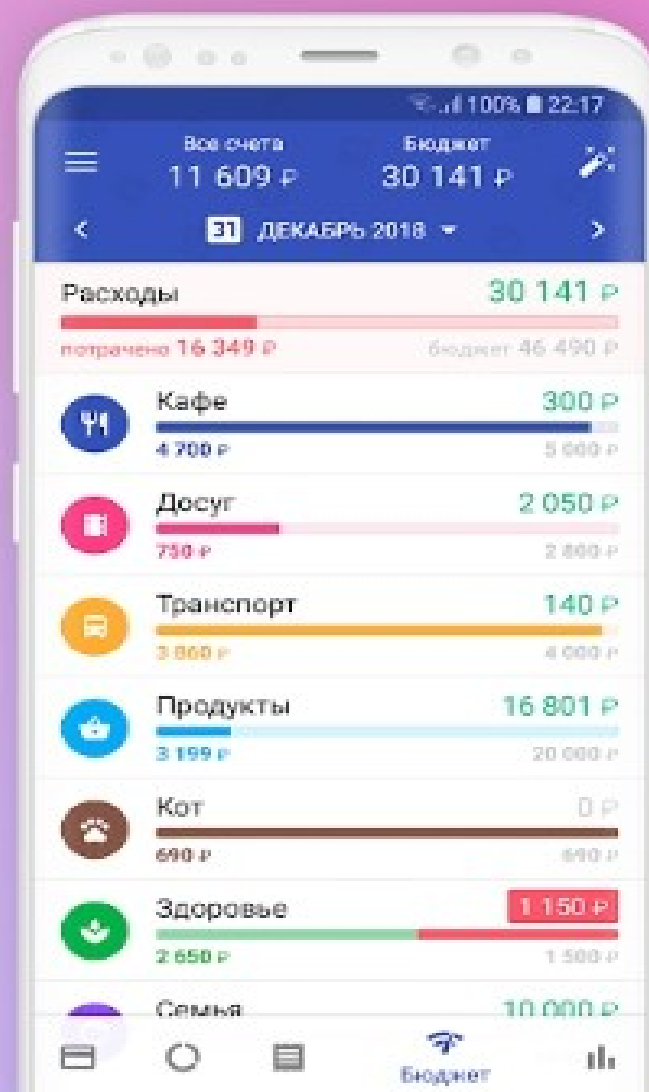 100% 22:17
Все счета Бюджет
11 609 ₽ 30 141 ₽
31 ДЕКАБРЬ 2018
Расходы 30 141 ₽
потрачено 16 349 ₽ бюджет 46 490 ₽
Кафе 300 ₽
4 700 ₽ 5 000 ₽
Досуг 2 050 ₽
750 ₽ 2 800 ₽
Транспорт 140 ₽
3 860 ₽ 4 000 ₽
Продукты 16 801 ₽
3 199 ₽ 20 000 ₽
Кот 0 ₽
690 ₽ 690 ₽
Здоровье 1 150 ₽
2 650 ₽ 1 500 ₽
Семья 10 000 ₽
Бюджет